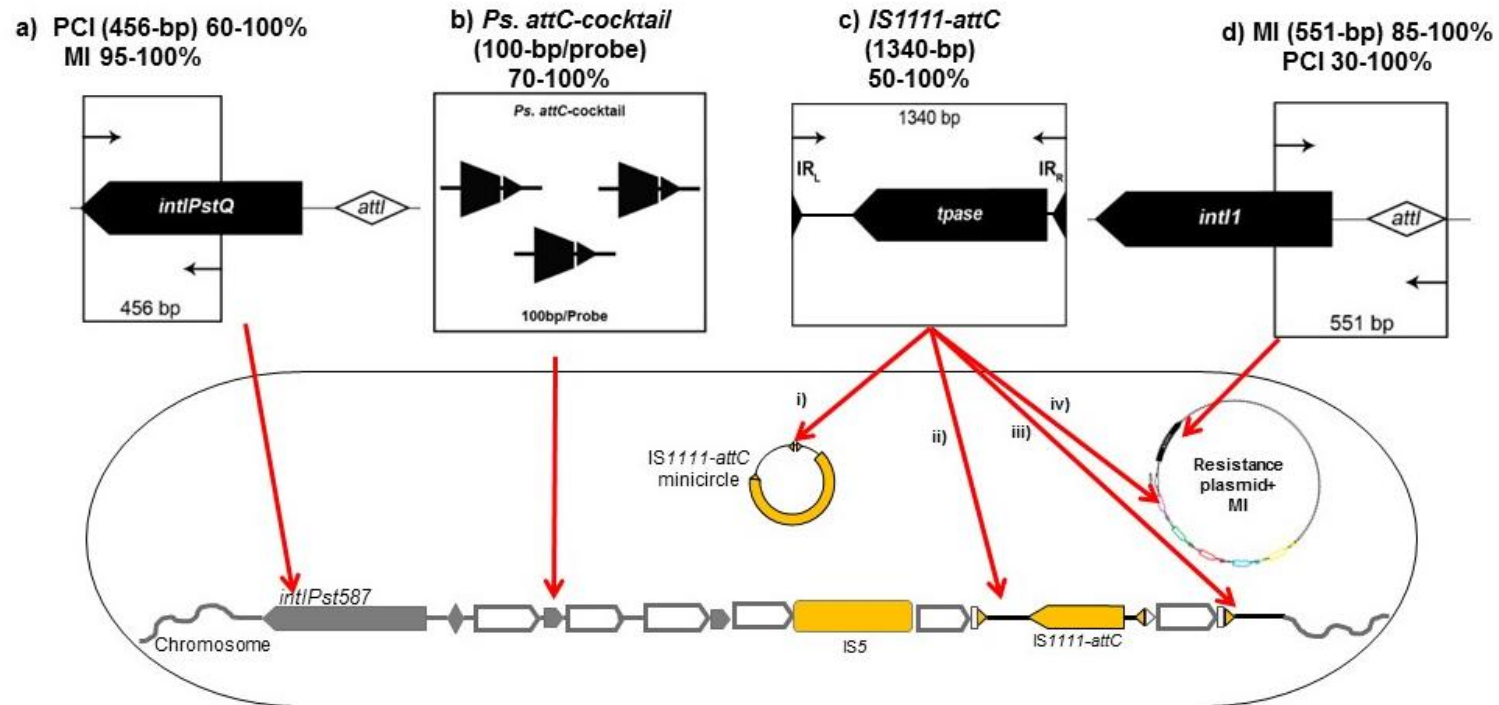 a) PCI (456-bp) 60-100%
MI 95-100%
b) Ps. attC-cocktail
(100-bp/probe)
70-100%
c) IS1111-attC
(1340-bp)
50-100%
d) MI (551-bp) 85-100%
PCI 30-100%
intIPstQ
attI
456 bp
Ps. attC-cocktail
100bp/Probe
1340 bp
IRL
IRR
tpase
intI1
attI
551 bp
i)
ii)
iii)
iv)
IS1111-attC
minicircle
Resistance
plasmid+
MI
intIPst587
Chromosome
IS5
IS1111-attC